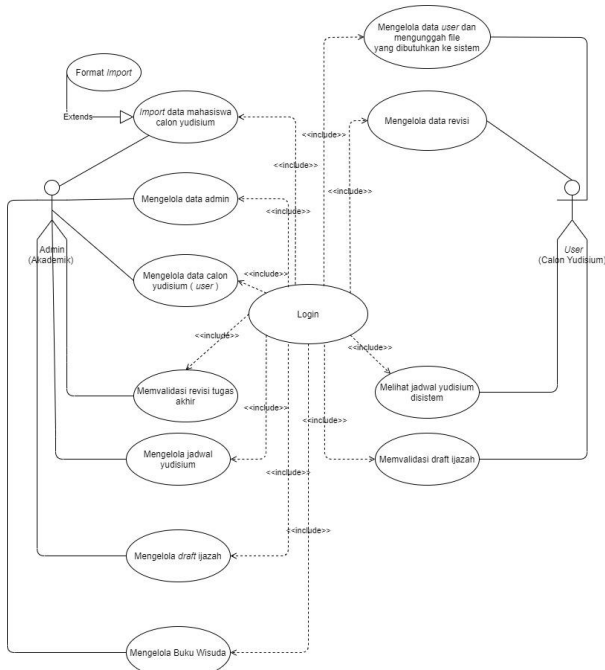 Mengelola data user dan
mengunggah file
yang dibutuhkan ke sistem
Format Import
Extends
Import data mahasiswa
calon yudisium
<<include>>
<<include>>
Mengelola data revisi
<<include>>
<<include>>
Mengelola data admin
<<include>>
Admin
(Akademik)
User
(Calon Yudisium)
Mengelola data calon
yudisium ( user )
<<include>>
Login
<<include>>
<<include>>
Memvalidasi revisi tugas
akhir
Melihat jadwal yudisium
disistem
<<include>>
<<include>>
Mengelola jadwal
yudisium
Memvalidasi draft ijazah
<<include>>
<<include>>
Mengelola draft ijazah
Mengelola Buku Wisuda